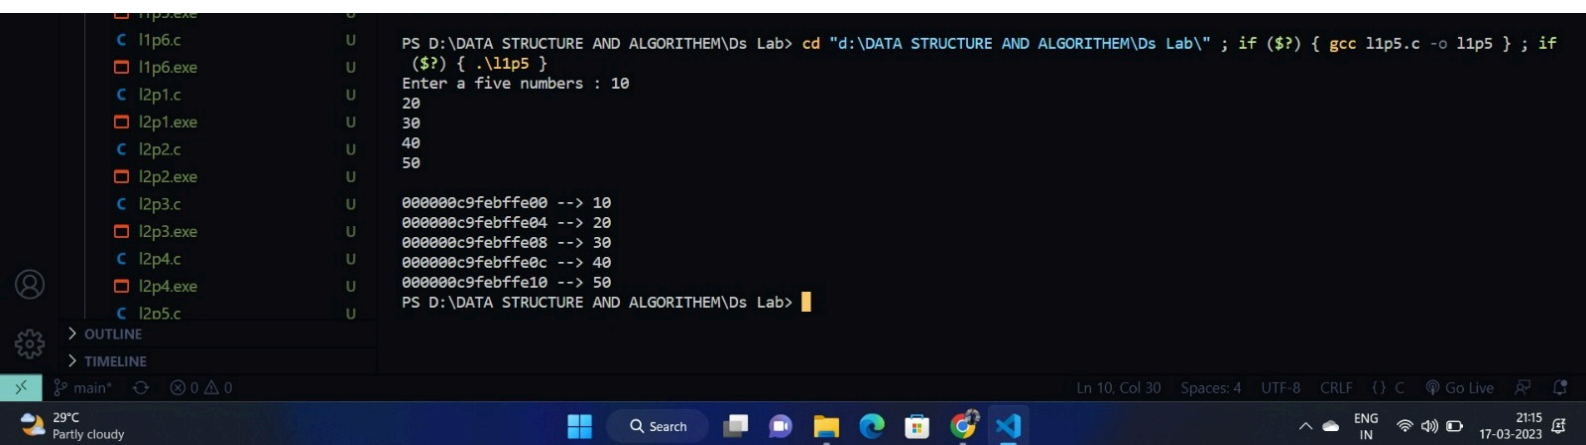 l1p5.exe
U
l1p6.c
U
l1p6.exe
U
l2p1.c
U
l2p1.exe
U
l2p2.c
U
l2p2.exe
U
l2p3.c
U
l2p3.exe
U
l2p4.c
U
l2p4.exe
U
l2p5.c
U
OUTLINE
TIMELINE
PS D:\DATA STRUCTURE AND ALGORITHEM\Ds Lab> cd "d:\DATA STRUCTURE AND ALGORITHEM\Ds Lab\" ; if ($?) { gcc l1p5.c -o l1p5 } ; if
($?) { .\l1p5 }
Enter a five numbers : 10
20
30
40
50
000000c9febffe00 --> 10
000000c9febffe04 --> 20
000000c9febffe08 --> 30
000000c9febffe0c --> 40
000000c9febffe10 --> 50
PS D:\DATA STRUCTURE AND ALGORITHEM\Ds Lab>
main* 0 0 Ln 10, Col 30 Spaces: 4 UTF-8 CRLF {} C Go Live
29°C
Partly cloudy
Search
ENG
IN
21:15
17-03-2023